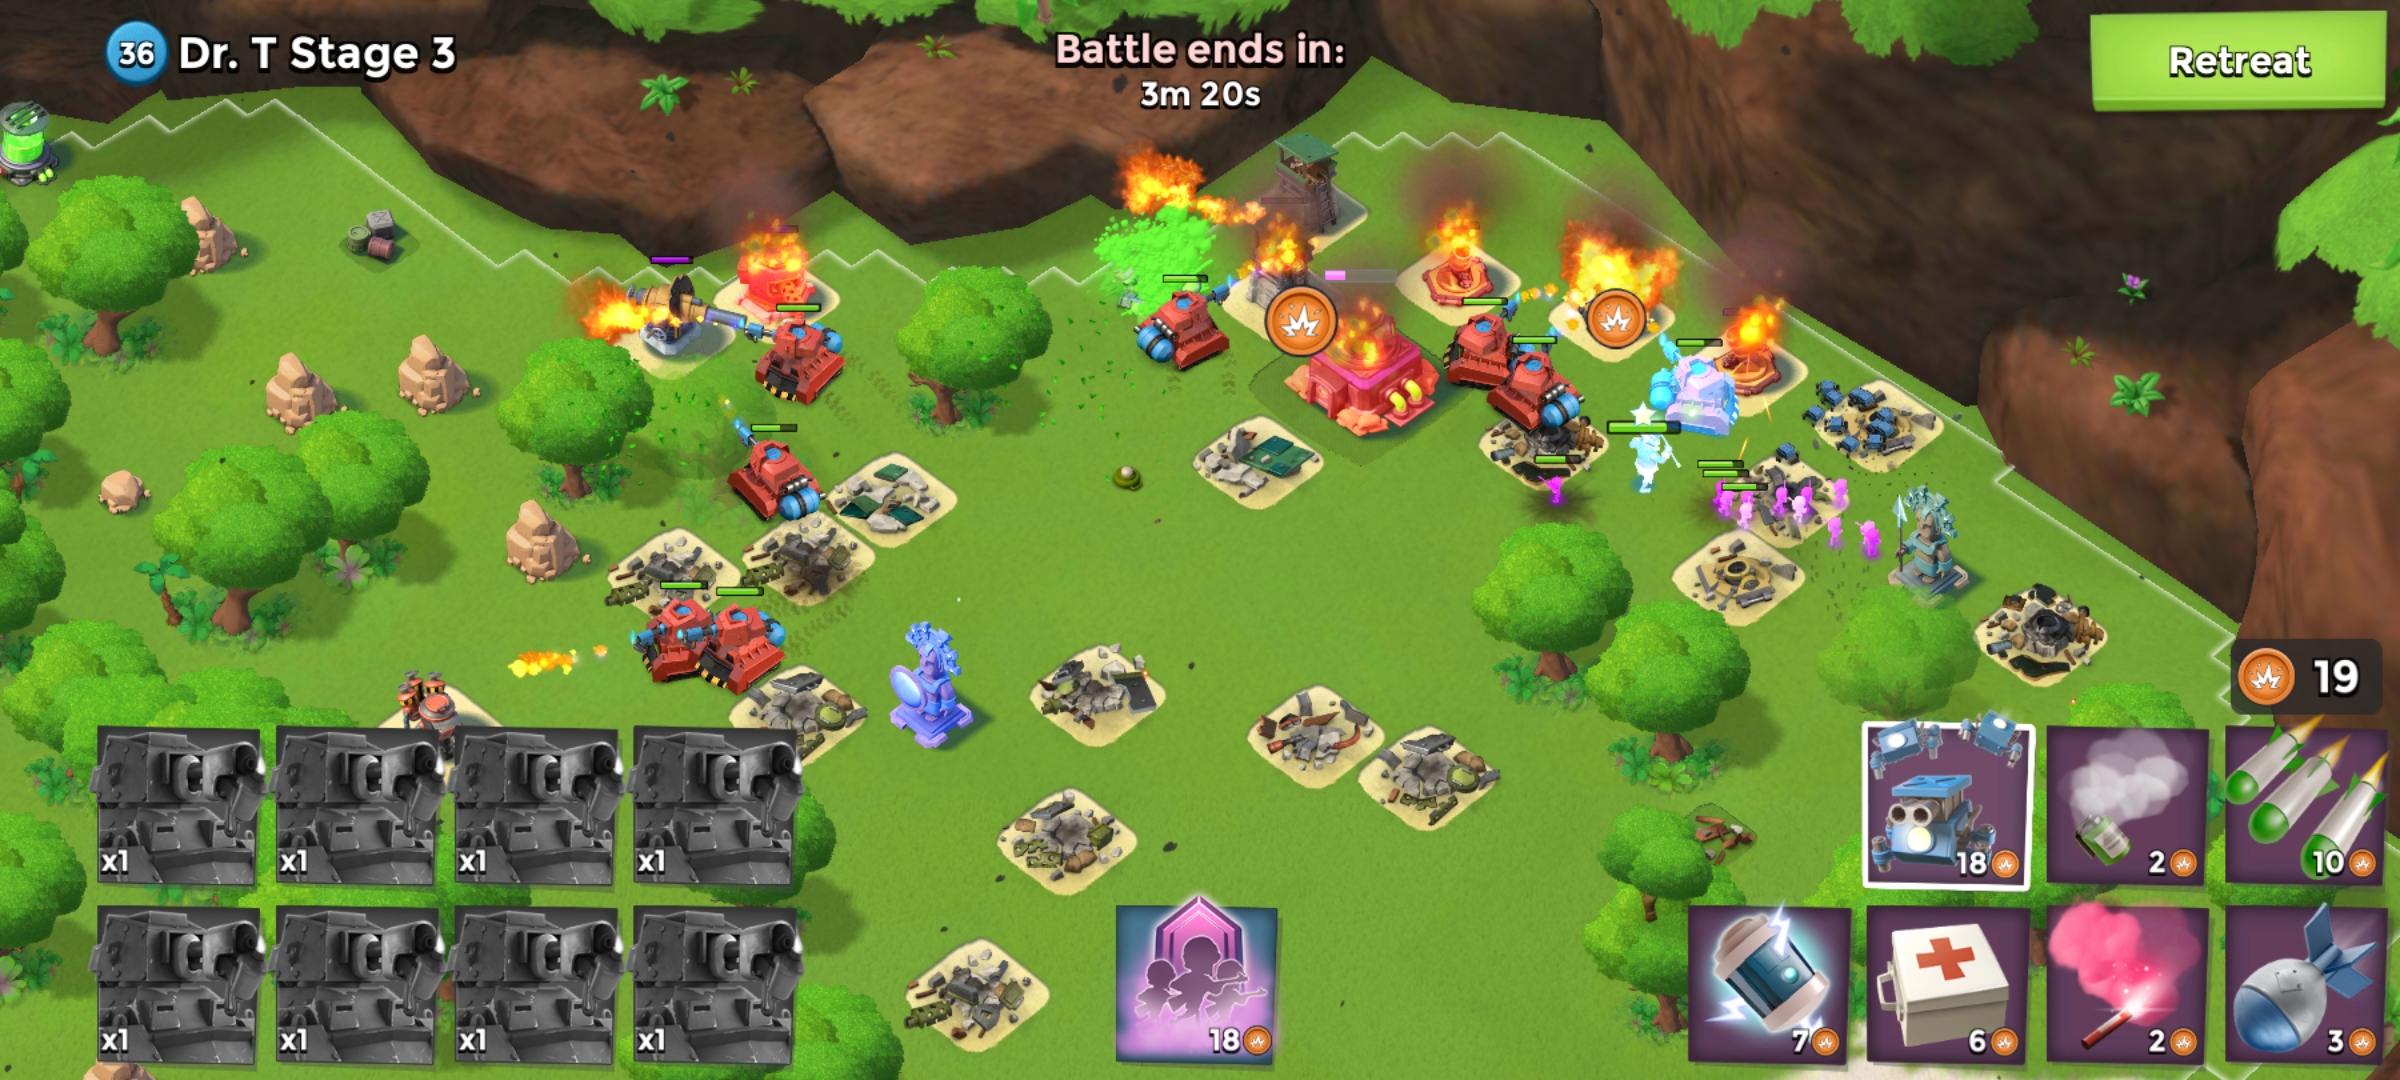 36 Dr. T Stage 3
Battle ends in:
3m 20s
Retreat
19
x1 x1 x1 x1
18 2 10
x1 x1 x1 x1
18
7 6 2 3